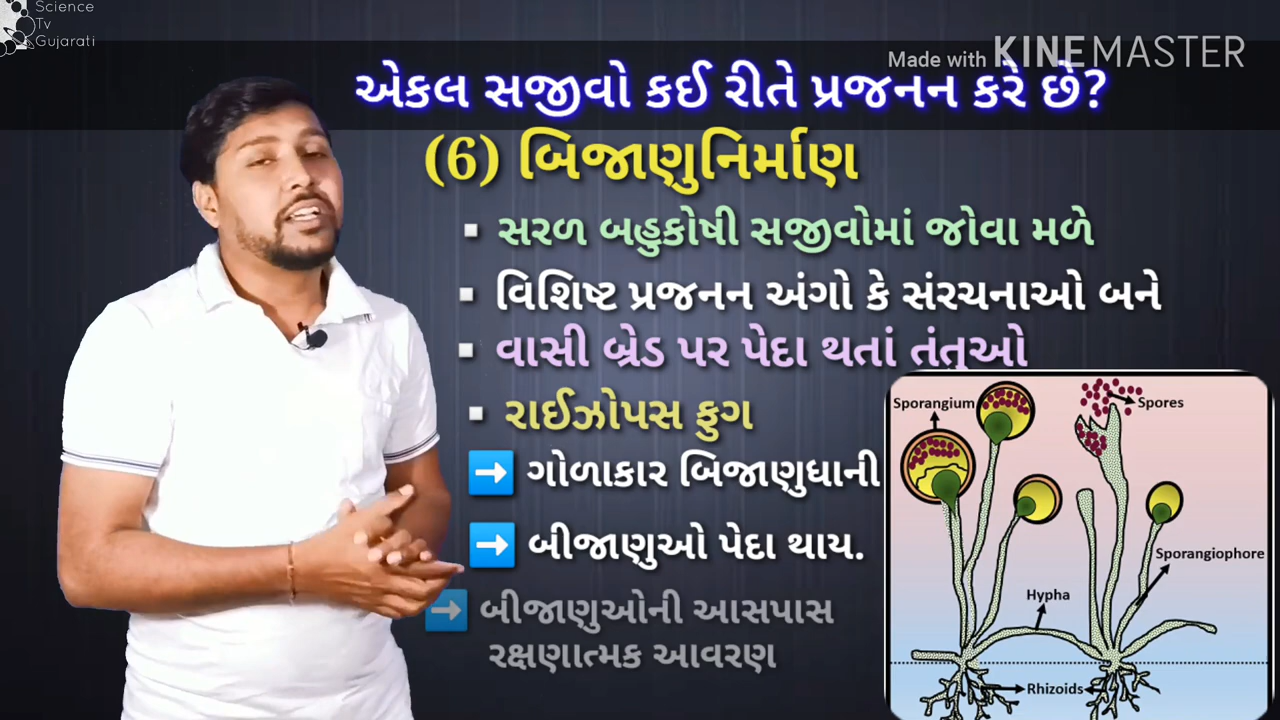 Science
Tv
Gujarati
Made with KINEMASTER
એકલ સજીવો કઈ રીતે પ્રજનન કરે છે?
(6) બિજાણુનિર્માણ
▪ સરળ બહુકોષી સજીવોમાં જોવા મળે
▪ વિશિષ્ટ પ્રજનન અંગો કે સંરચનાઓ બને
▪ વાસી બ્રેડ પર પેદા થતાં તંતુઓ
▪ રાઈઝોપસ ફુગ
➡ ગોળાકાર બિજાણુધાની
➡ બીજાણુઓ પેદા થાય.
➡ બીજાણુઓની આસપાસ
રક્ષણાત્મક આવરણ
Sporangium
Spores
Sporangiophore
Hypha
Rhizoids